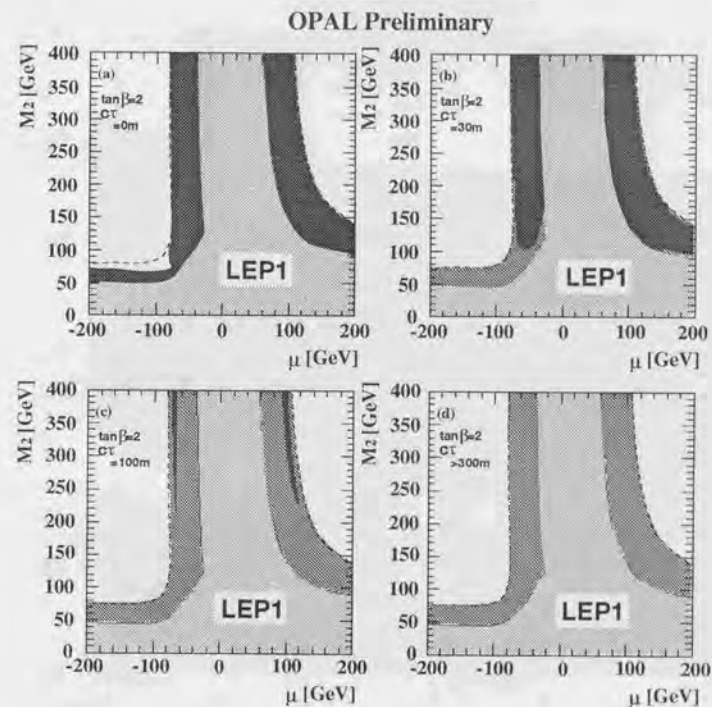 OPAL Preliminary
M2 [GeV]
400
350
300
250
200
150
100
50
0
(a)
tanβ=2
cτ
=0m
LEP1
-200 -100 0 100 200
μ [GeV]
M2 [GeV]
400
350
300
250
200
150
100
50
0
(b)
tanβ=2
cτ
=30m
LEP1
-200 -100 0 100 200
μ [GeV]
M2 [GeV]
400
350
300
250
200
150
100
50
0
(c)
tanβ=2
cτ
=100m
LEP1
-200 -100 0 100 200
μ [GeV]
M2 [GeV]
400
350
300
250
200
150
100
50
0
(d)
tanβ=2
cτ
>300m
LEP1
-200 -100 0 100 200
μ [GeV]